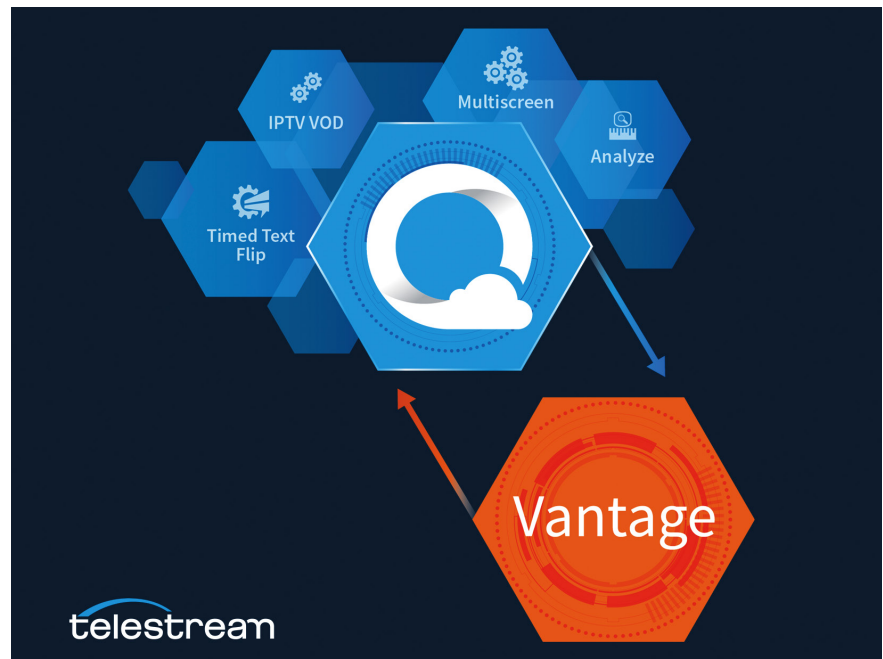 Multiscreen
IPTV VOD
Analyze
Timed Text
Flip
Vantage
telestream